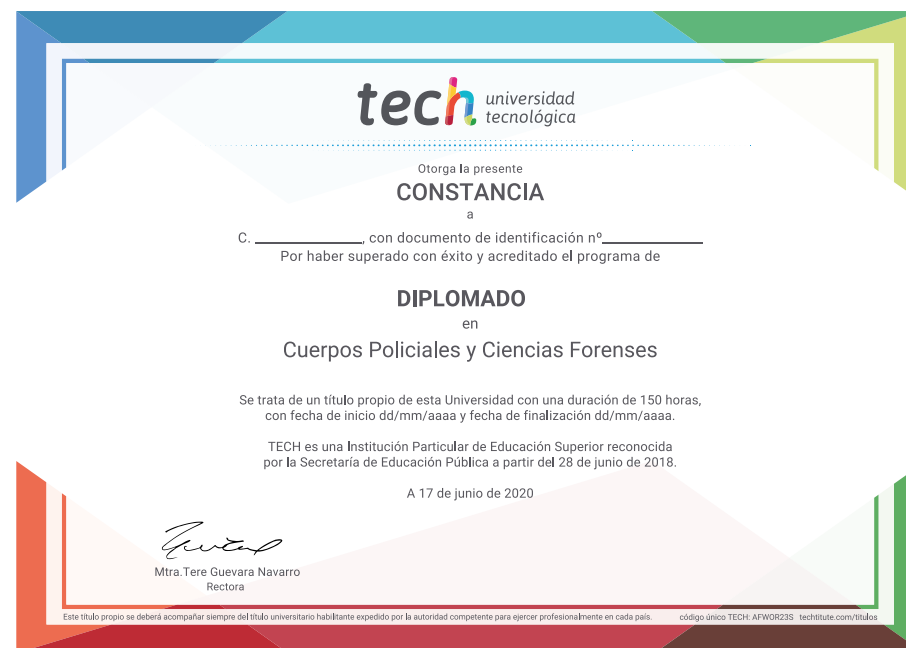 tech universidad
tecnológica
Otorga la presente
CONSTANCIA
a
C. ______________, con documento de identificación nº_____________
Por haber superado con éxito y acreditado el programa de
DIPLOMADO
en
Cuerpos Policiales y Ciencias Forenses
Se trata de un título propio de esta Universidad con una duración de 150 horas,
con fecha de inicio dd/mm/aaaa y fecha de finalización dd/mm/aaaa.
TECH es una Institución Particular de Educación Superior reconocida
por la Secretaría de Educación Pública a partir del 28 de junio de 2018.
A 17 de junio de 2020
Mtra.Tere Guevara Navarro
Rectora
Este título propio se deberá acompañar siempre del título universitario habilitante expedido por la autoridad competente para ejercer profesionalmente en cada país. código único TECH: AFWOR23S techtitute.com/titulos